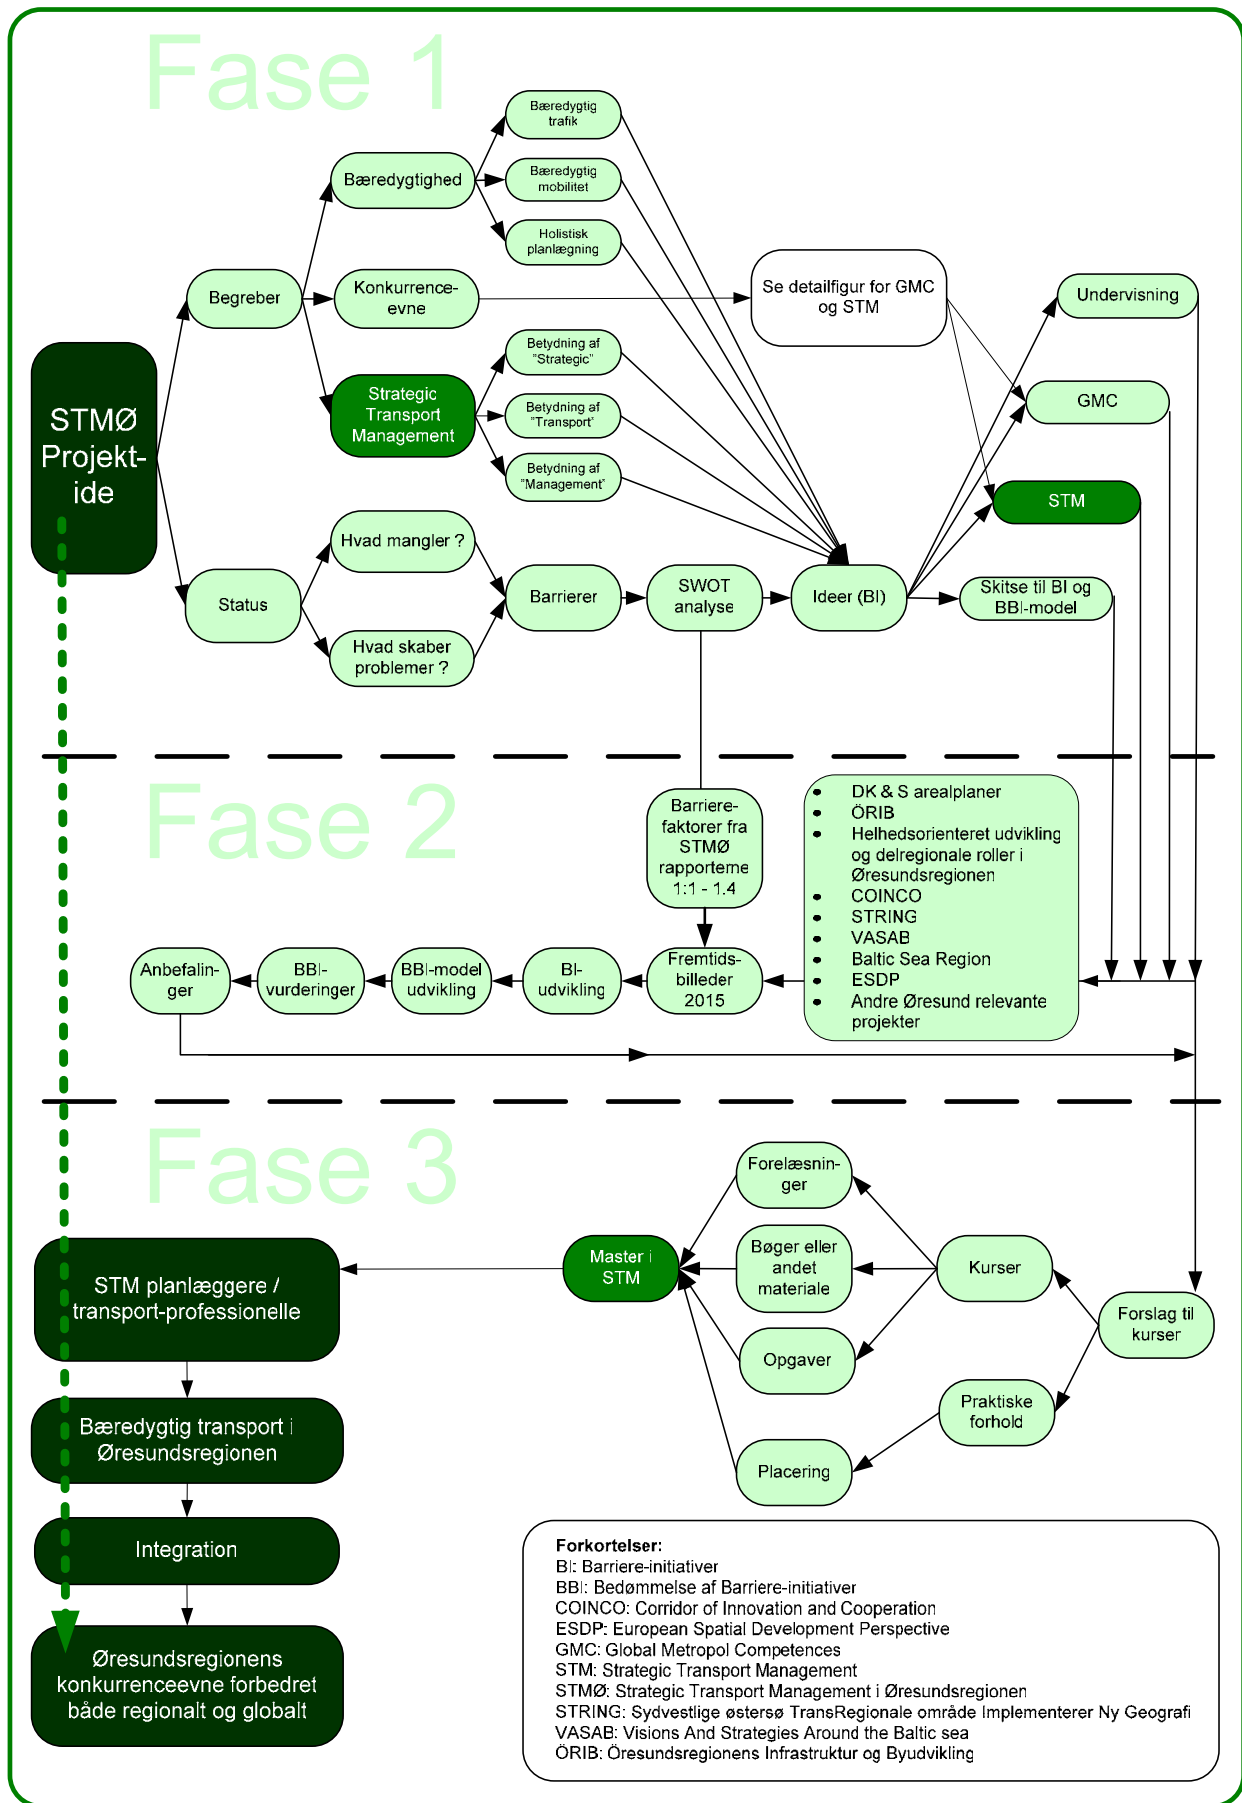 Fase 1
Bæredygtig
trafik
Bæredygtighed
Bæredygtig
mobilitet
Holistisk
planlægning
Begreber
Konkurrence-
evne
Se detailfigur for GMC
og STM
Undervisning
STMØ
Projekt-
ide
Strategic
Transport
Management
Betydning af
"Strategic"
Betydning af
"Transport"
Betydning af
"Management"
GMC
STM
Status
Hvad mangler ?
Hvad skaber
problemer ?
Barrierer
SWOT
analyse
Ideer (BI)
Skitse til BI og
BBI-model
Fase 2
Barriere-
faktorer fra
STMØ
rapporterne
1:1 - 1.4
• DK & S arealplaner
• ÖRIB
• Helhedsorienteret udvikling
og delregionale roller i
Øresundsregionen
• COINCO
• STRING
• VASAB
• Baltic Sea Region
• ESDP
• Andre Øresund relevante
projekter
Anbefalin-
ger
BBI-
vurderinger
BBI-model
udvikling
BI-
udvikling
Fremtids-
billeder
2015
Fase 3
Forelæsnin-
ger
Bøger eller
andet
materiale
Opgaver
Placering
Kurser
Praktiske
forhold
Forslag til
kurser
Master i
STM
STM planlæggere /
transport-professionelle
Bæredygtig transport i
Øresundsregionen
Integration
Øresundsregionens
konkurrenceevne forbedret
både regionalt og globalt
Forkortelser:
BI: Barriere-initiativer
BBI: Bedømmelse af Barriere-initiativer
COINCO: Corridor of Innovation and Cooperation
ESDP: European Spatial Development Perspective
GMC: Global Metropol Competences
STM: Strategic Transport Management
STMØ: Strategic Transport Management i Øresundsregionen
STRING: Sydvestlige østersø TransRegionale område Implementerer Ny Geografi
VASAB: Visions And Strategies Around the Baltic sea
ÖRIB: Öresundsregionens Infrastruktur og Byudvikling